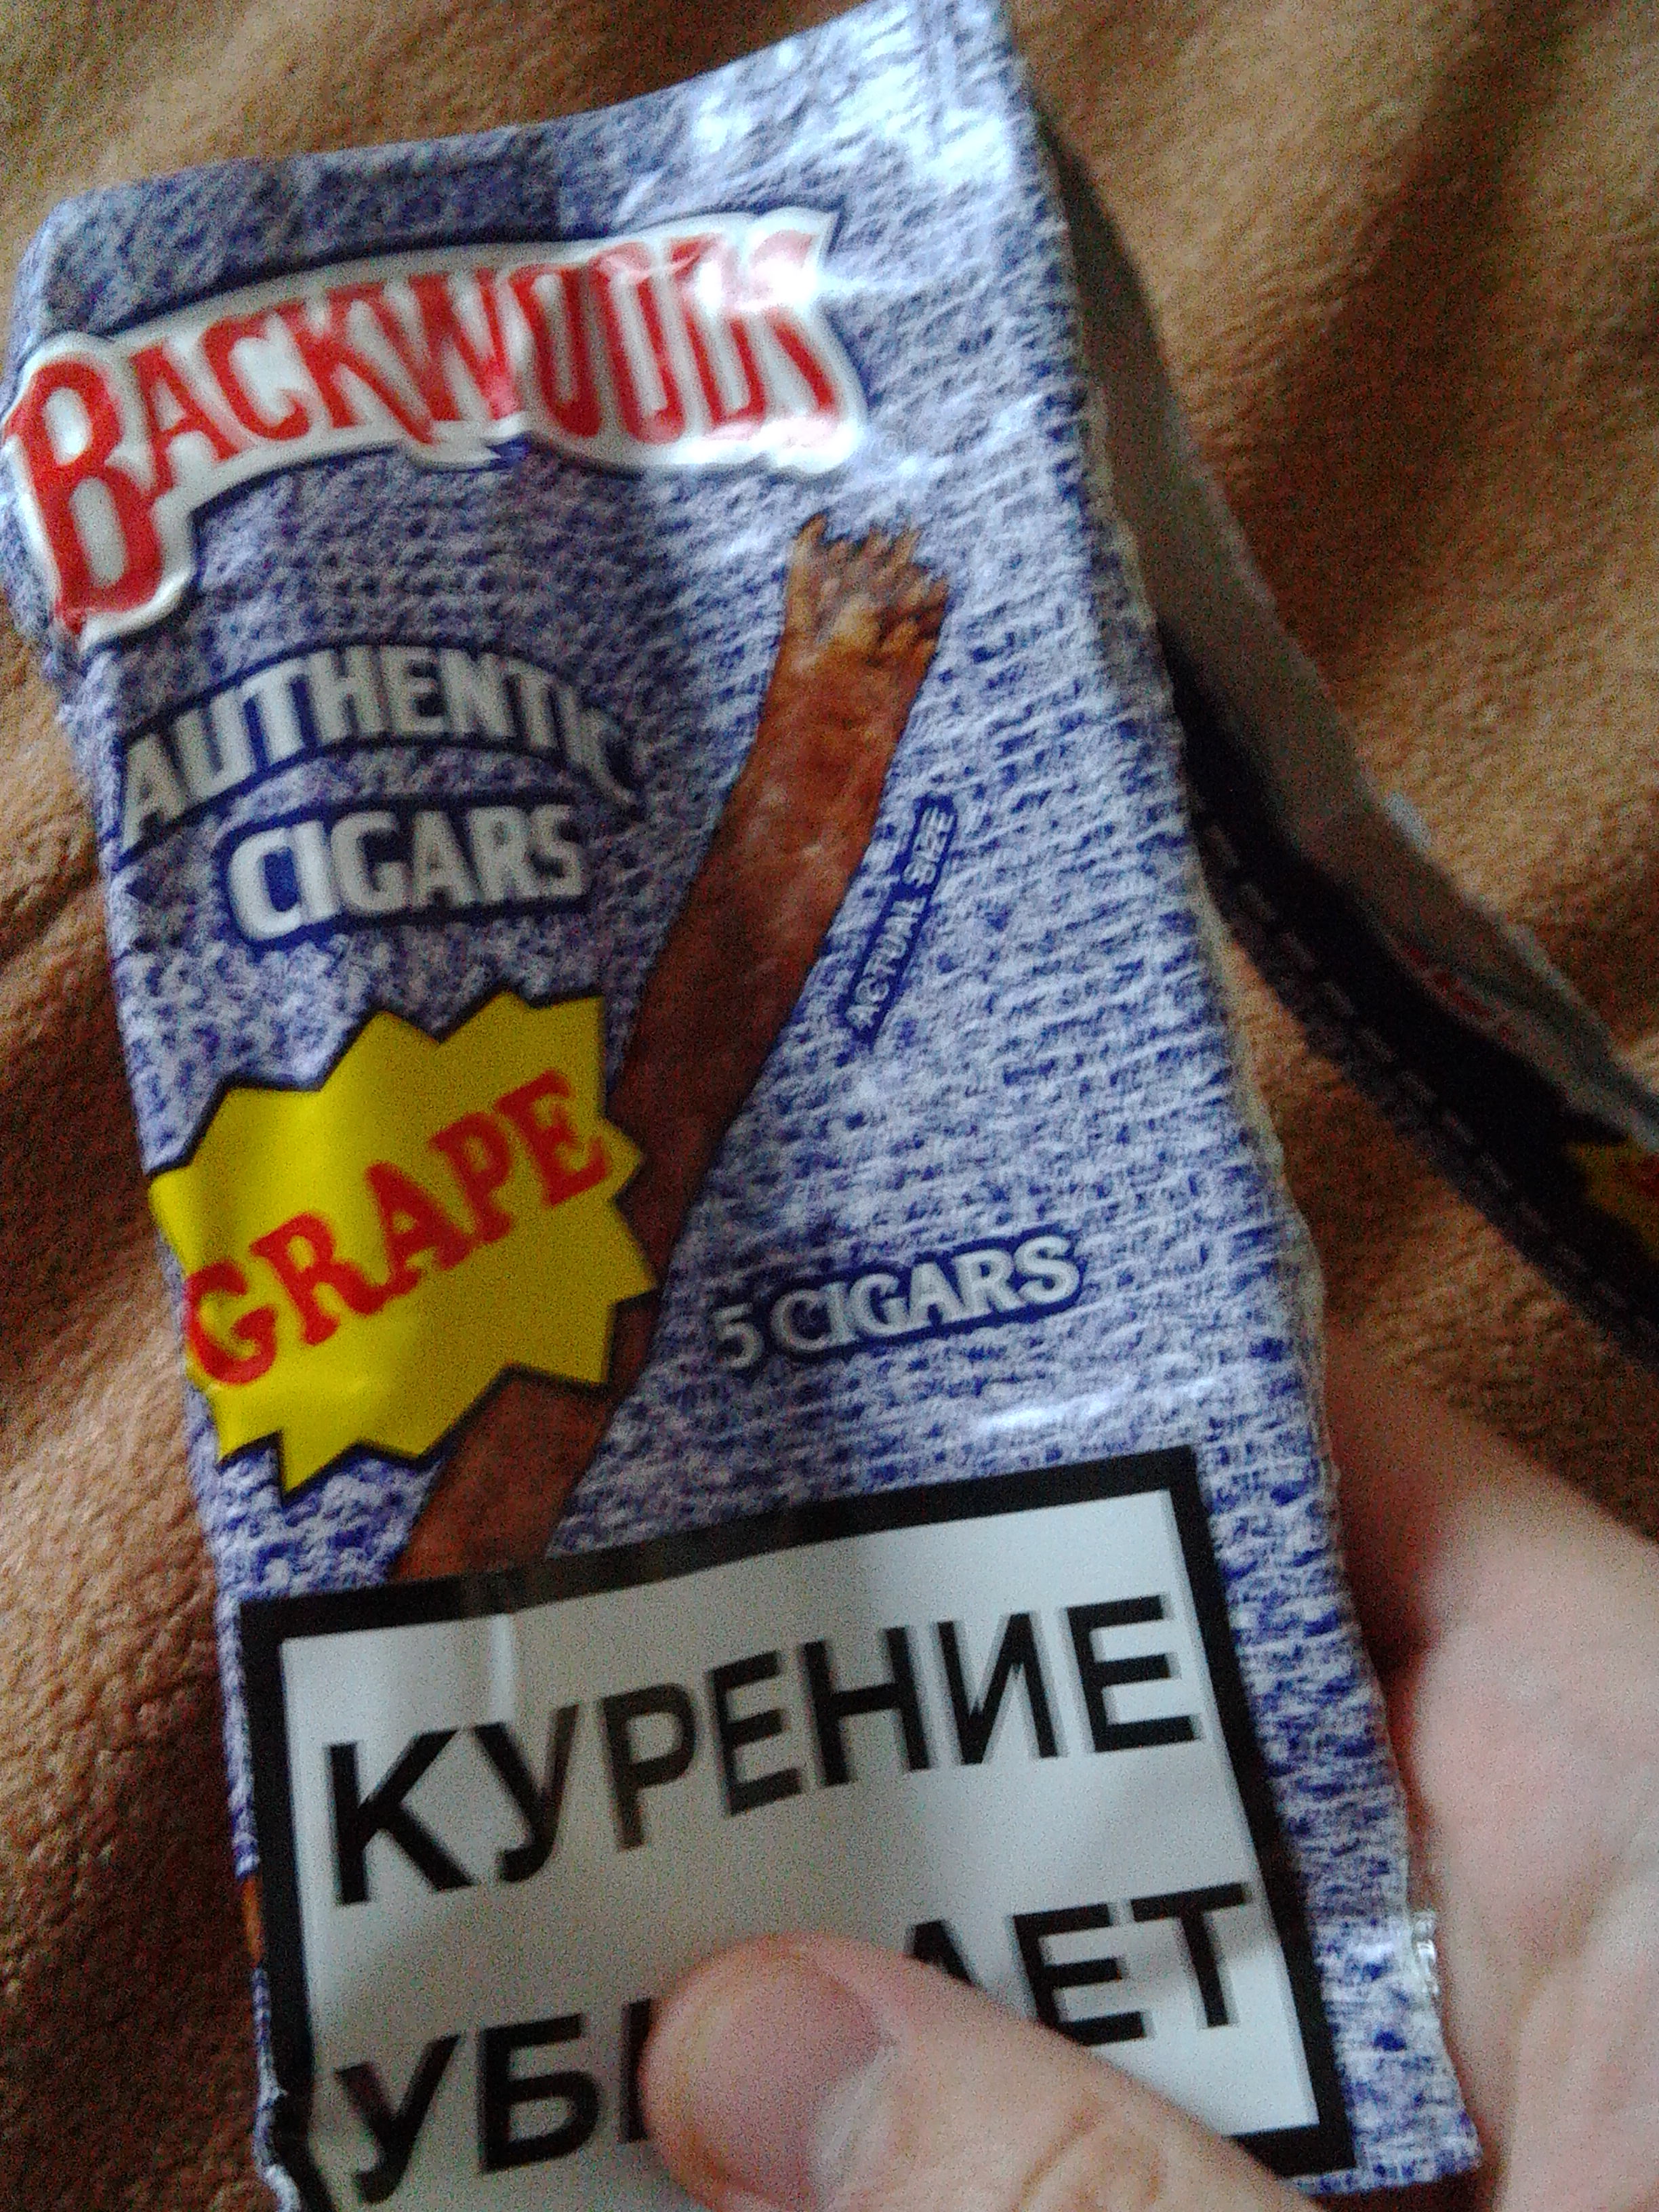 BACKWOODS
AUTHENTIC
CIGARS
ACTUAL SIZE
GRAPE
5 CIGARS
КУРЕНИЕ